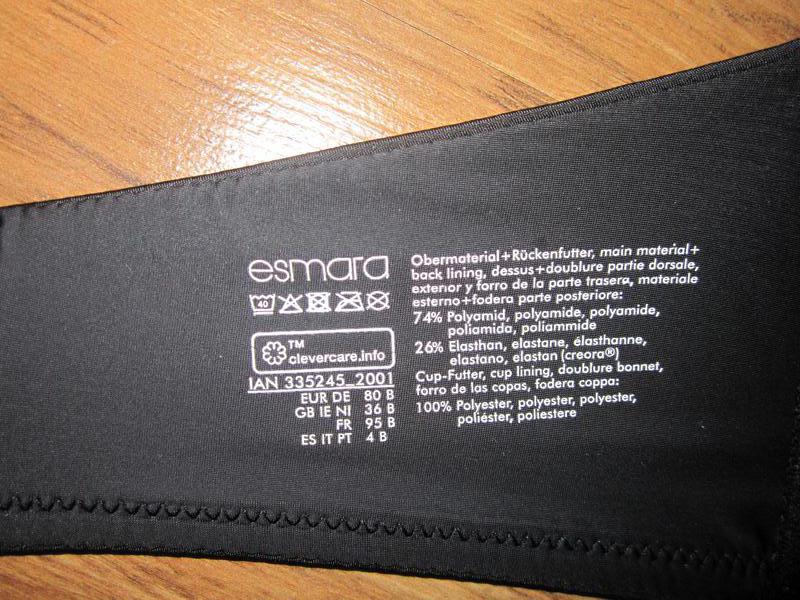 esmara
40
TM
clevercare.info
IAN 335245_2001
EUR DE 80 B
GB IE NI 36 B
FR 95 B
ES IT PT 4 B
Obermaterial+Rückenfutter, main material+
back lining, dessus+doublure partie dorsale,
exterior y forro de la parte trasera, materiale
esterno+fodera parte posteriore:
74% Polyamid, polyamide, polyamide,
poliamida, poliammide
26% Elasthan, elastane, élasthanne,
elastano, elastan (creora®)
Cup-Futter, cup lining, doublure bonnet,
forro de las copas, fodera coppa:
100% Polyester, polyester, polyester,
poliéster, poliestere